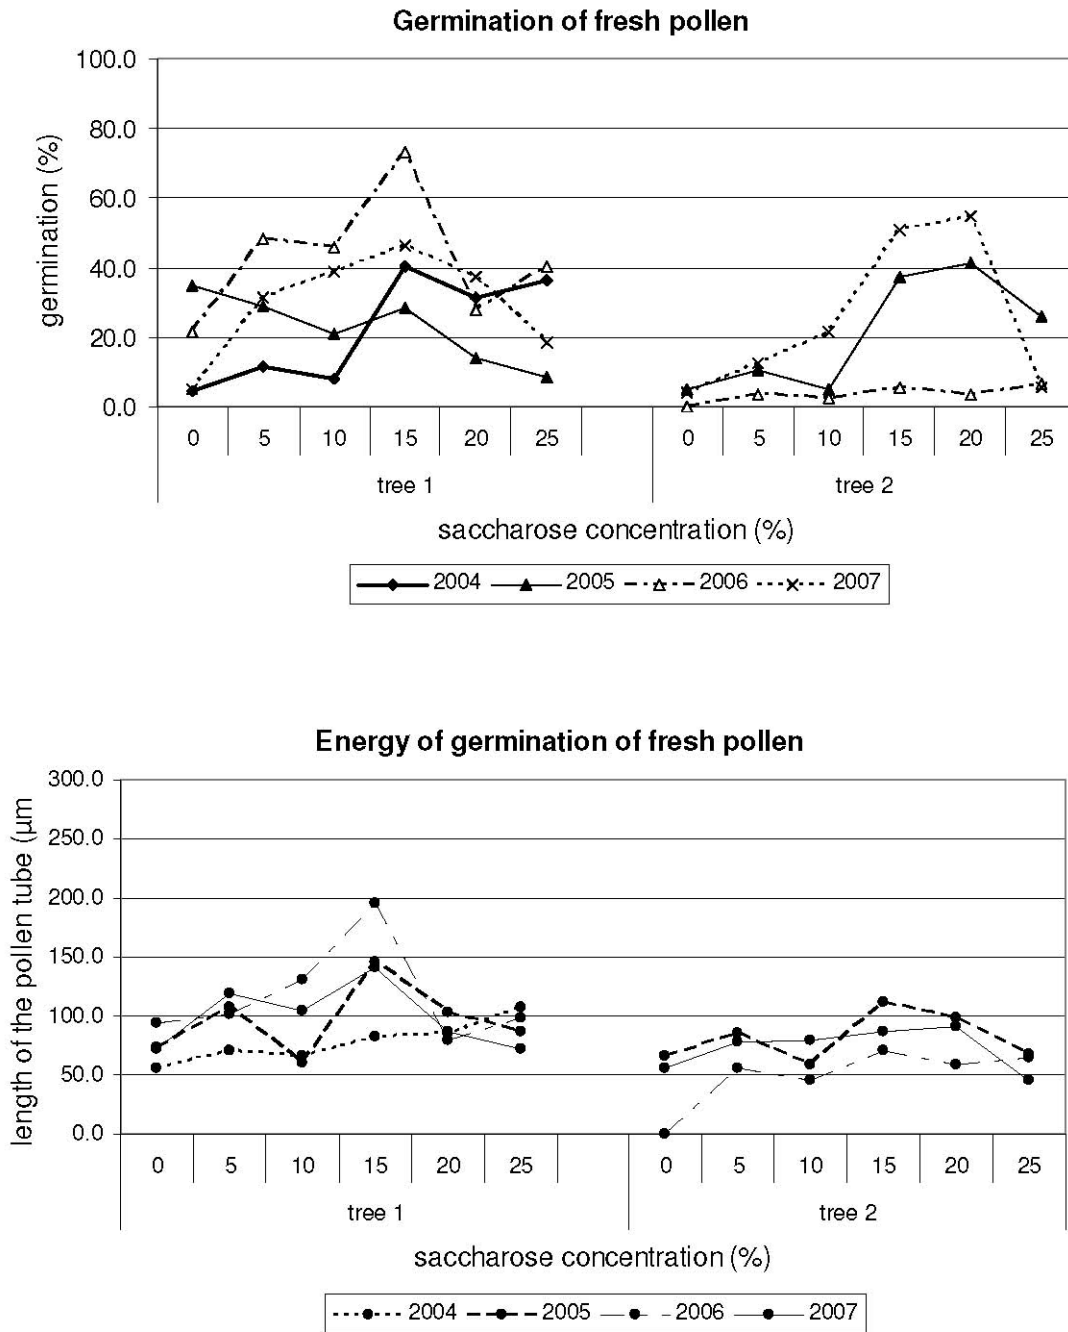 Germination of fresh pollen
100.0
80.0
60.0
40.0
20.0
0.0
germination (%)
0 5 10 15 20 25 0 5 10 15 20 25
tree 1 tree 2
saccharose concentration (%)
2004 2005 2006 2007
Energy of germination of fresh pollen
300.0
250.0
200.0
150.0
100.0
50.0
0.0
length of the pollen tube (µm
0 5 10 15 20 25 0 5 10 15 20 25
tree 1 tree 2
saccharose concentration (%)
2004 2005 2006 2007